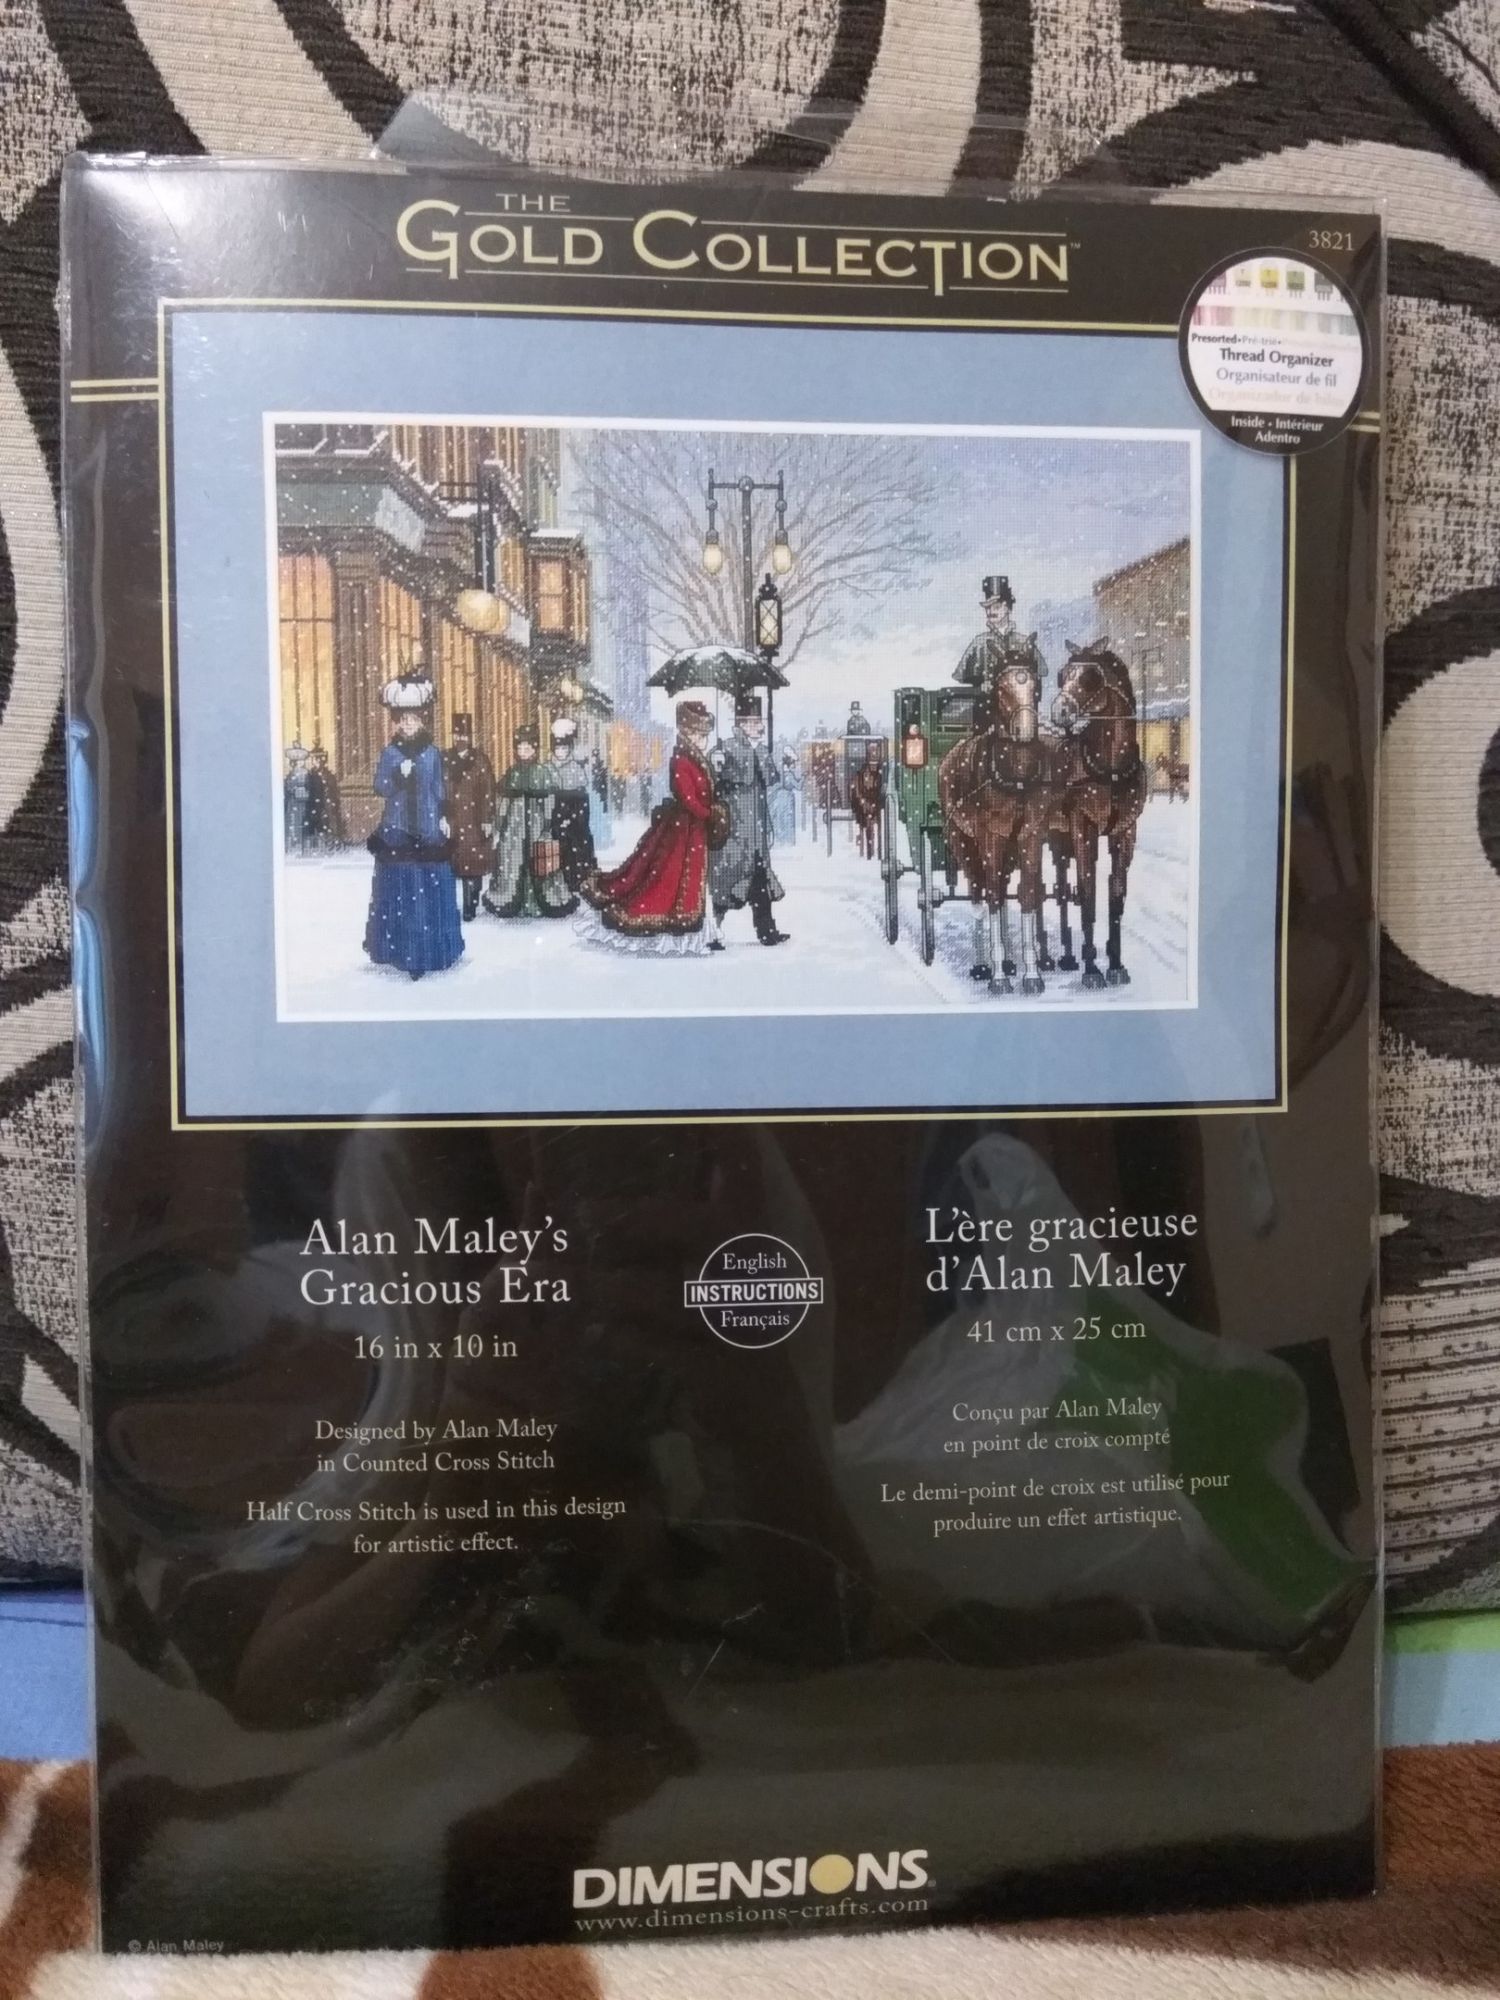 THE
GOLD COLLECTION™
3821
Presorted•Pré-trié•
Thread Organizer
Organisateur de fil
Organizador de hilos
Inside • Intérieur
Adentro
Alan Maley's
Gracious Era
16 in x 10 in
Designed by Alan Maley
in Counted Cross Stitch
Half Cross Stitch is used in this design
for artistic effect.
English
INSTRUCTIONS
Français
L'ère gracieuse
d'Alan Maley
41 cm x 25 cm
Conçu par Alan Maley
en point de croix compté
Le demi-point de croix est utilisé pour
produire un effet artistique.
DIMENSIONS®
www.dimensions-crafts.com
© Alan Maley